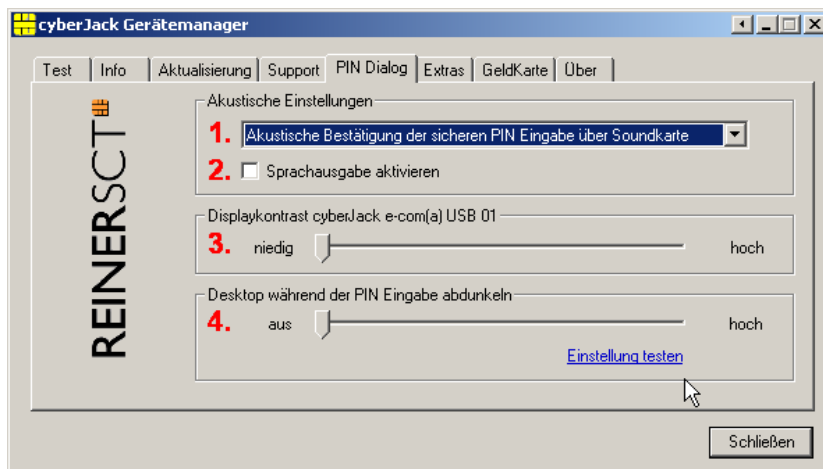 cyberJack Gerätemanager
Test Info Aktualisierung Support PIN Dialog Extras GeldKarte Über
REINERSCT
Akustische Einstellungen
1. Akustische Bestätigung der sicheren PIN Eingabe über Soundkarte
2. Sprachausgabe aktivieren
Displaykontrast cyberJack e-com(a) USB 01
3. niedig hoch
Desktop während der PIN Eingabe abdunkeln
4. aus hoch
Einstellung testen
Schließen